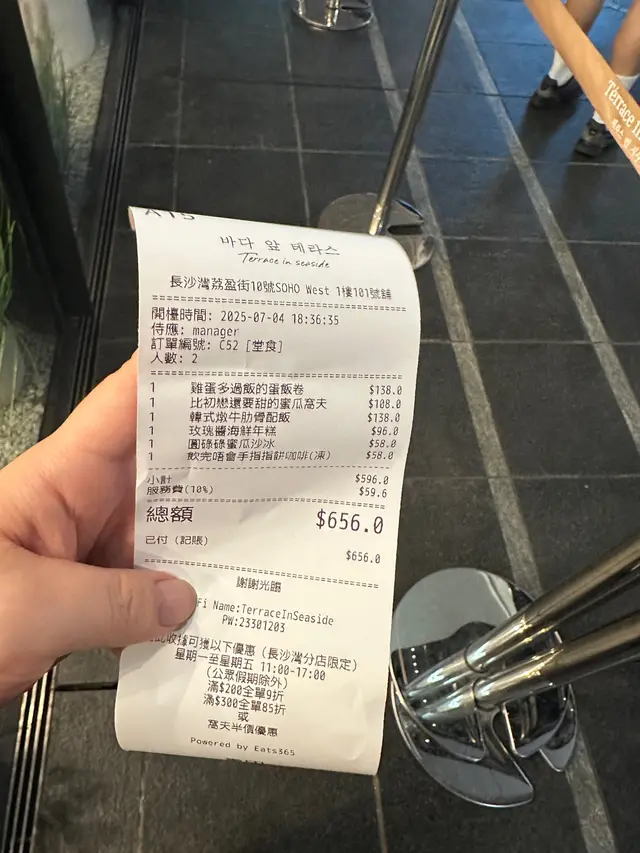 A15
바다 앞 테라스
Terrace in seaside
長沙灣荔盈街10號SOHO West 1樓101號舖
開檯時間: 2025-07-04 18:36:35
侍應: manager
訂單編號: C52 [堂食]
人數: 2
1 雞蛋多過飯的蛋飯卷 $138.0
1 比初戀還要甜的蜜瓜窩夫 $108.0
1 韓式燉牛肋骨配飯 $138.0
1 玫瑰醬海鮮年糕 $96.0
1 圓碌碌蜜瓜沙冰 $58.0
1 飲完唔會手指指餅咖啡(凍) $58.0
小計 $596.0
服務費(10%) $59.6
總額 $656.0
已付 (記賬) $656.0
謝謝光臨
Fi Name:TerraceInSeaside
PW:23301203
此收據可獲以下優惠 (長沙灣分店限定)
星期一至星期五 11:00-17:00
(公眾假期除外)
滿$200全單9折
滿$300全單85折
或
窩夫半價優惠
Powered by Eats365
Terrace